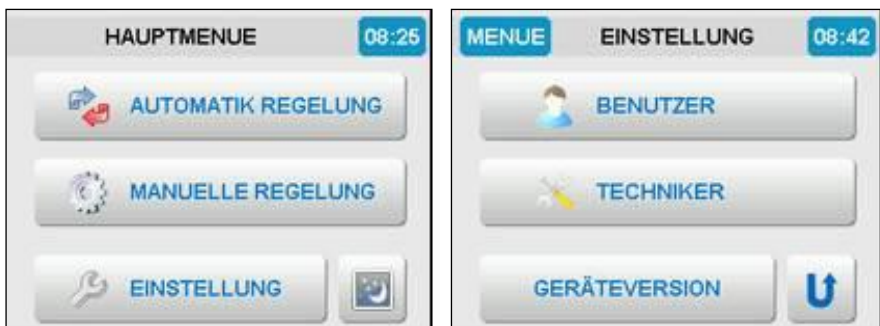 HAUPTMENUE
08:25
AUTOMATIK REGELUNG
MANUELLE REGELUNG
EINSTELLUNG
MENUE
EINSTELLUNG
08:42
BENUTZER
TECHNIKER
GERÄTEVERSION